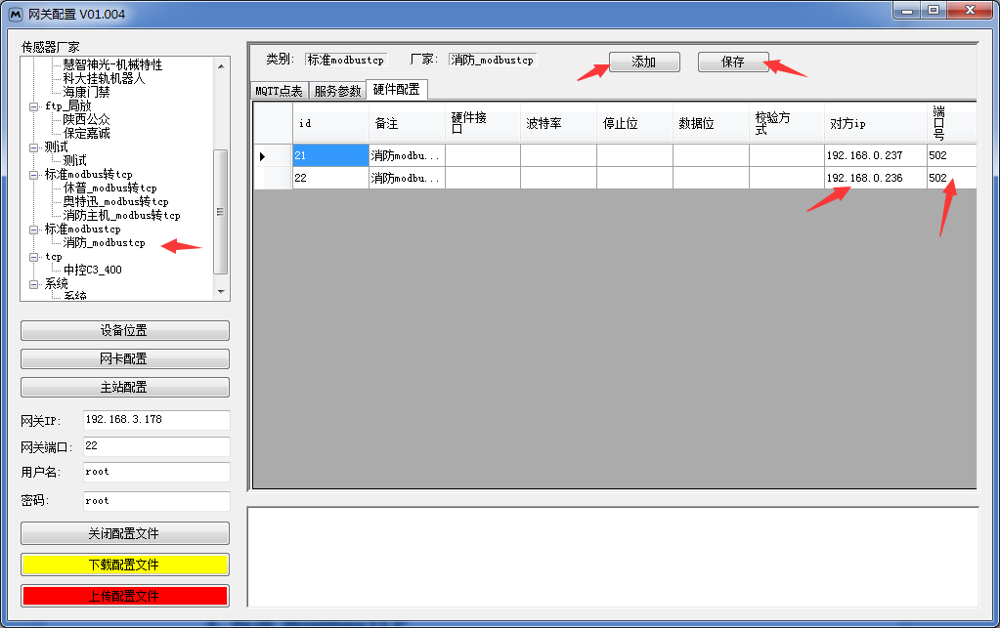 网关配置 V01.004
传感器厂家
慧智神光-机械特性
科大挂轨机器人
海康门禁
ftp_局放
陕西公众
保定嘉诚
测试
测试
标准modbus转tcp
休普_modbus转tcp
奥特迅_modbus转tcp
消防主机_modbus转tcp
标准modbustcp
消防_modbustcp
tcp
中控C3_400
系统
系统
设备位置
网卡配置
主站配置
网关IP: 192.168.3.178
网关端口: 22
用户名: root
密码: root
关闭配置文件
下载配置文件
上传配置文件
类别: 标准modbustcp 厂家: 消防_modbustcp 添加 保存
MQTT点表 服务参数 硬件配置
id 备注 硬件接口 波特率 停止位 数据位 校验方式 对方ip 端口号
21 消防modbu... 192.168.0.237 502
22 消防modbu... 192.168.0.236 502